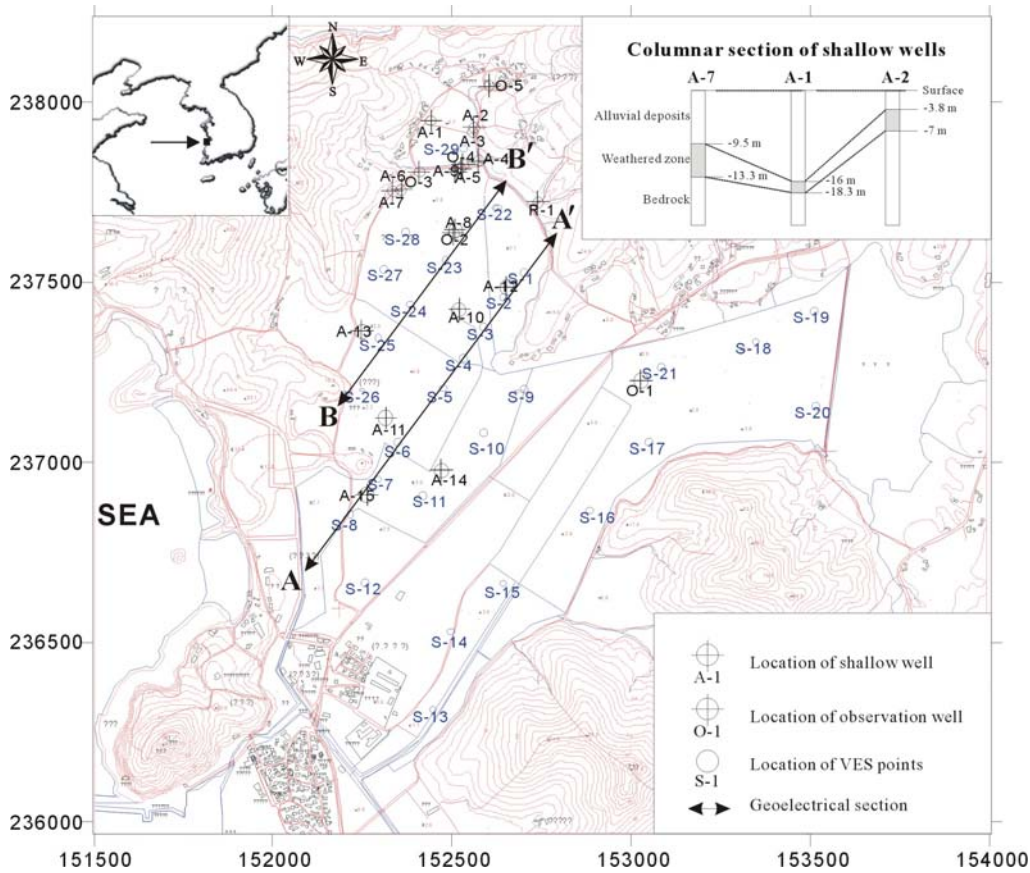 N
W E
S
O-5
A-2
A-1
A-3
S-29
O-4
A-4
A-9
A-5
A-6
O-3
A-7
B'
R-1
A'
S-22
A-8
O-2
S-28
S-23
S-27
S-1
A-12
S-2
S-24
A-10
A-13
S-3
S-25
S-4
S-26
S-5
S-9
B
A-11
S-6
S-10
A-14
S-7
A-15
S-11
S-8
A
S-12
S-19
S-18
S-21
O-1
S-20
S-17
S-16
S-15
S-14
S-13
SEA
Columnar section of shallow wells
A-7 A-1 A-2
Surface
Alluvial deposits
-3.8 m
-7 m
-9.5 m
Weathered zone
-13.3 m
-16 m
-18.3 m
Bedrock
A-1
Location of shallow well
O-1
Location of observation well
S-1
Location of VES points
Geoelectrical section
238000
237500
237000
236500
236000
151500 152000 152500 153000 153500 154000